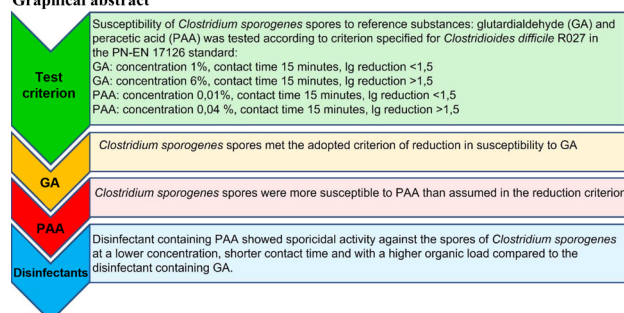 Graphical abstract
Susceptibility of Clostridium sporogenes spores to reference substances: glutardialdehyde (GA) and
peracetic acid (PAA) was tested according to criterion specified for Clostridioides difficile R027 in
the PN-EN 17126 standard:
GA: concentration 1%, contact time 15 minutes, lg reduction <1,5
GA: concentration 6%, contact time 15 minutes, lg reduction >1,5
PAA: concentration 0,01%, contact time 15 minutes, lg reduction <1,5
PAA: concentration 0,04 %, contact time 15 minutes, lg reduction >1,5
Test
criterion
Clostridium sporogenes spores met the adopted criterion of reduction in susceptibility to GA
GA
Clostridium sporogenes spores were more susceptible to PAA than assumed in the reduction criterion
PAA
Disinfectant containing PAA showed sporicidal activity against the spores of Clostridium sporogenes
at a lower concentration, shorter contact time and with a higher organic load compared to the
disinfectant containing GA.
Disinfectants